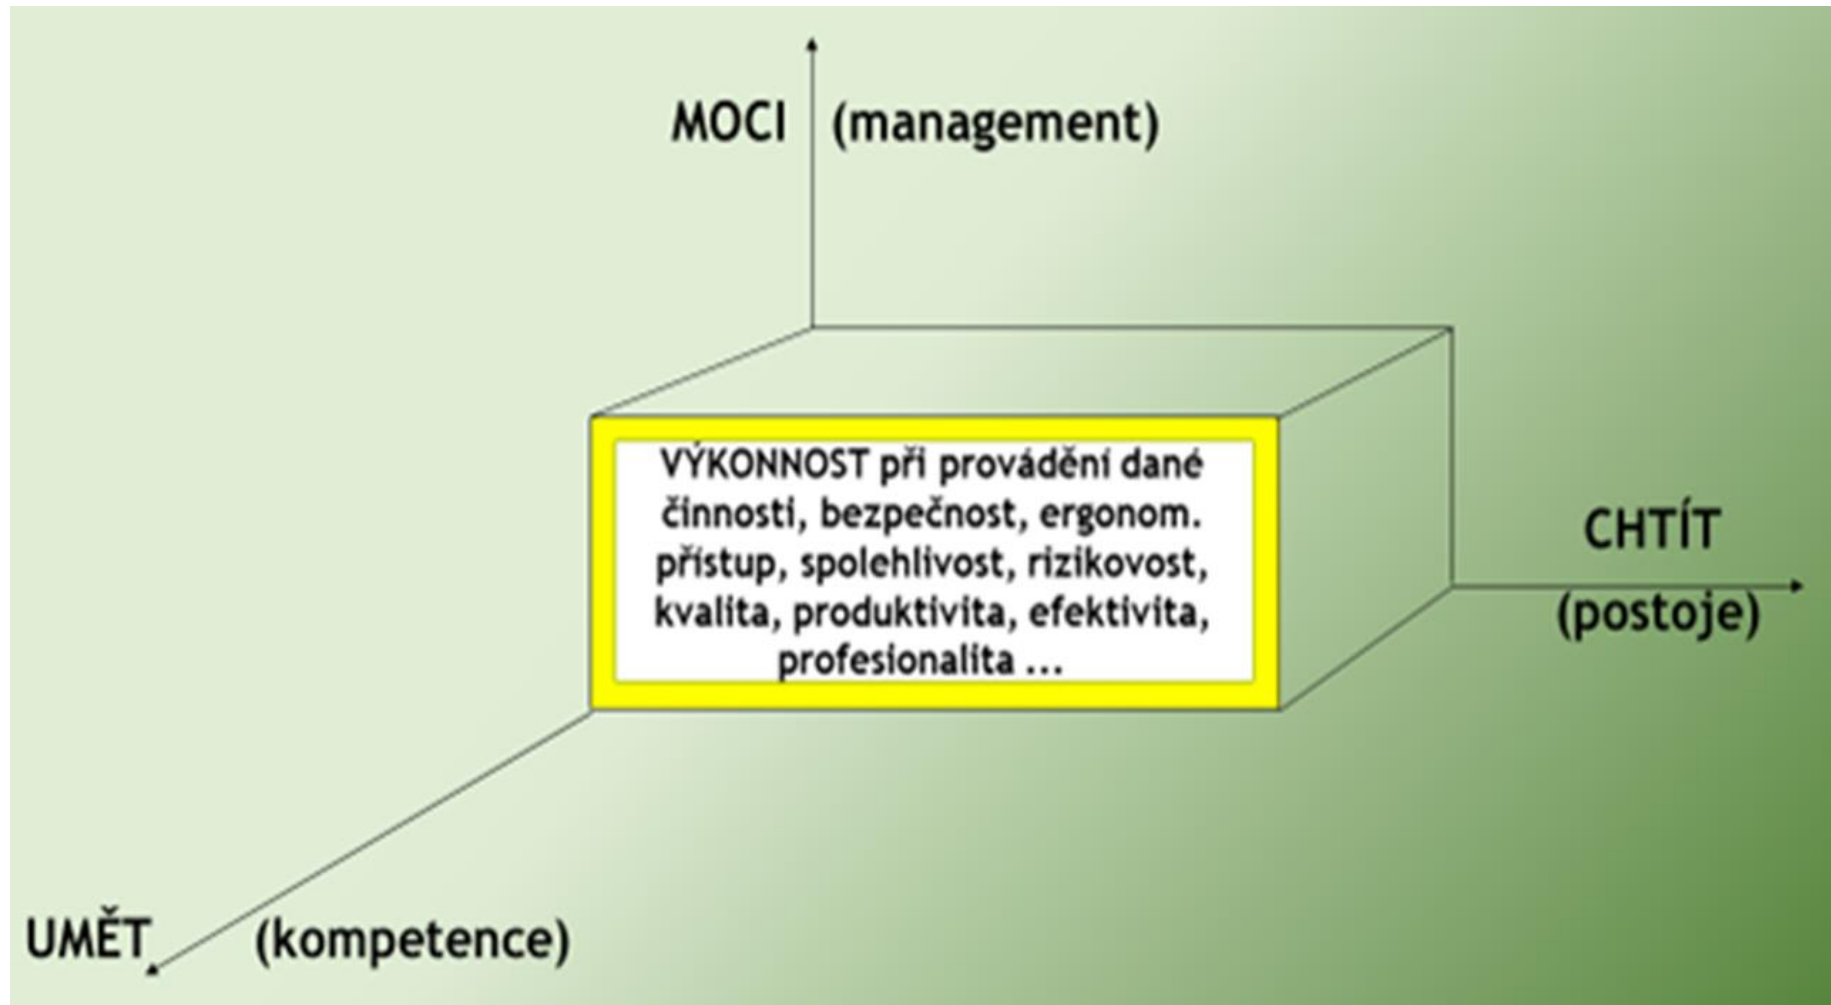 MOCI (management)
VÝKONNOST při provádění dané
činnosti, bezpečnost, ergonom.
přístup, spolehlivost, rizikovost,
kvalita, produktivita, efektivita,
profesionalita ...
CHTÍT
(postoje)
UMĚT (kompetence)